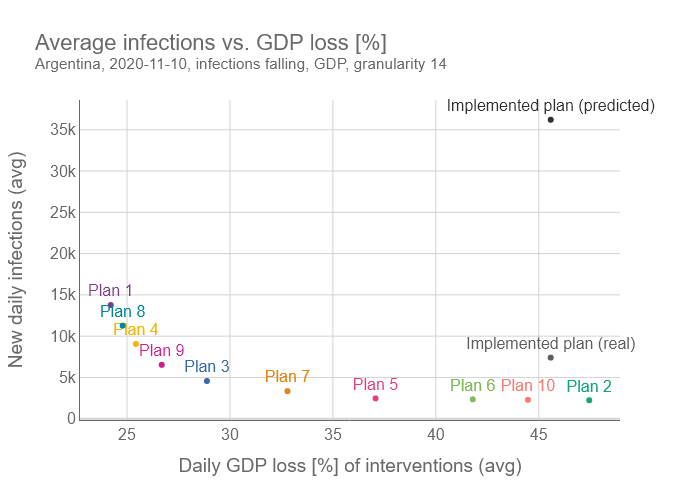 Average infections vs. GDP loss [%]
Argentina, 2020-11-10, infections falling, GDP, granularity 14
Implemented plan (predicted)
35k
30k
25k
20k
15k
10k
5k
0
New daily infections (avg)
Plan 1
Plan 8
Plan 4
Plan 9
Plan 3
Plan 7
Plan 5
Implemented plan (real)
Plan 6
Plan 10
Plan 2
25
30
35
40
45
Daily GDP loss [%] of interventions (avg)